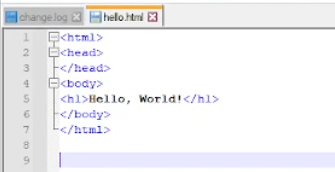 change.log hello.html
1 <html>
2 <head>
3 </head>
4 <body>
5 <h1>Hello, World!</h1>
6 </body>
7 </html>
8
9